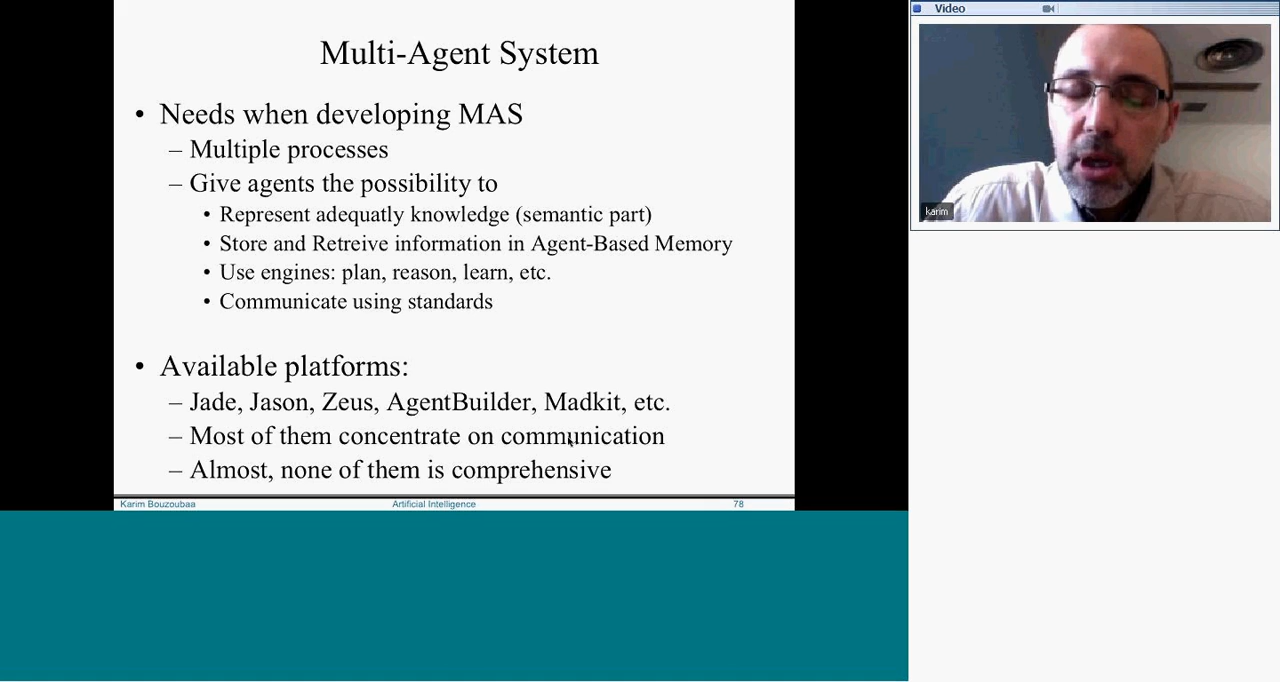 Multi-Agent System
• Needs when developing MAS
– Multiple processes
– Give agents the possibility to
• Represent adequatly knowledge (semantic part)
• Store and Retreive information in Agent-Based Memory
• Use engines: plan, reason, learn, etc.
• Communicate using standards
• Available platforms:
– Jade, Jason, Zeus, AgentBuilder, Madkit, etc.
– Most of them concentrate on communication
– Almost, none of them is comprehensive
Karim Bouzoubaa Artificial Intelligence 78
Video
karim